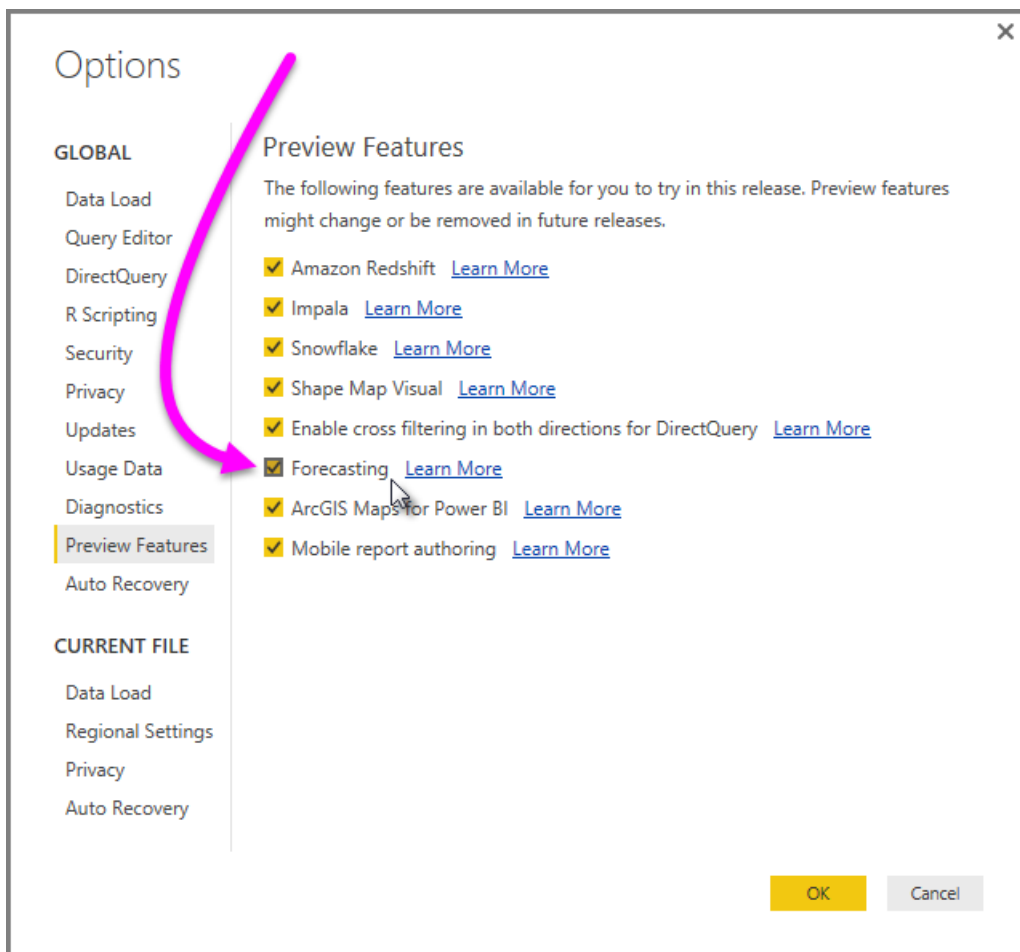 Options
GLOBAL
Data Load
Query Editor
DirectQuery
R Scripting
Security
Privacy
Updates
Usage Data
Diagnostics
Preview Features
Auto Recovery
CURRENT FILE
Data Load
Regional Settings
Privacy
Auto Recovery
Preview Features
The following features are available for you to try in this release. Preview features
might change or be removed in future releases.
Amazon Redshift Learn More
Impala Learn More
Snowflake Learn More
Shape Map Visual Learn More
Enable cross filtering in both directions for DirectQuery Learn More
Forecasting Learn More
ArcGIS Maps for Power BI Learn More
Mobile report authoring Learn More
OK Cancel